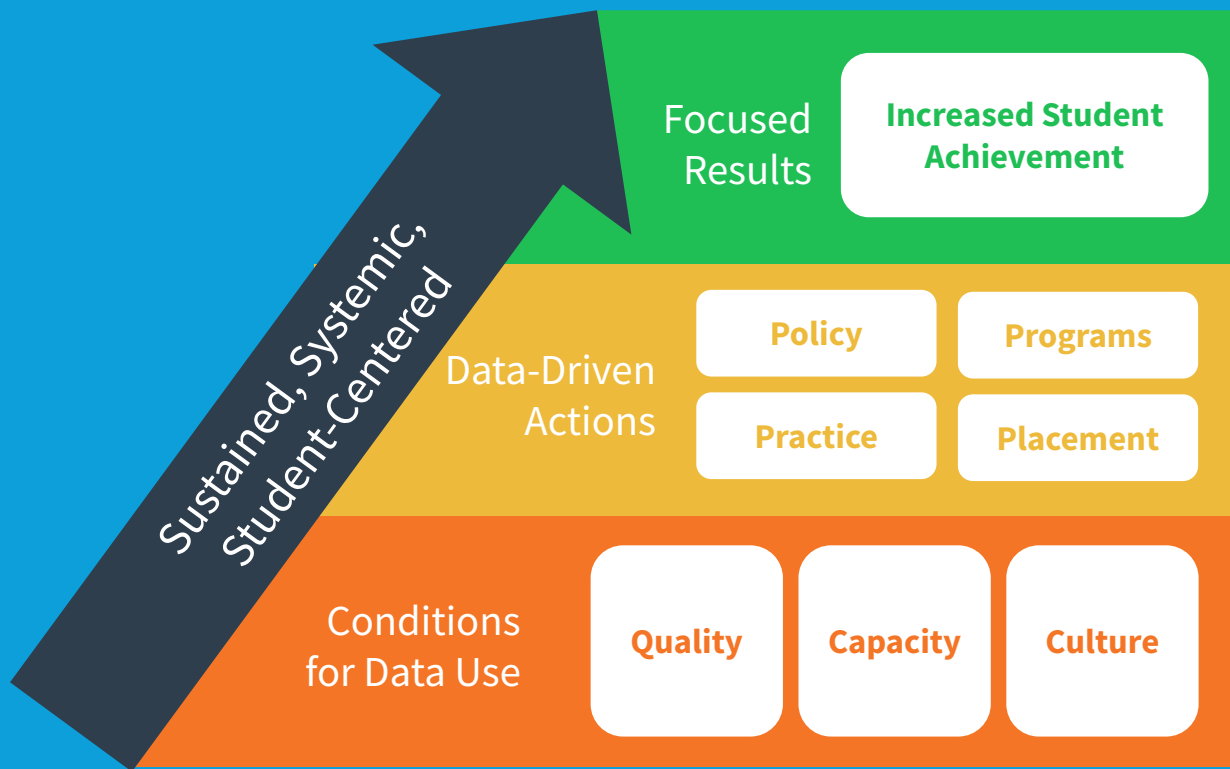 Sustained, Systemic,
Student-Centered
Focused
Results
Increased Student
Achievement
Data-Driven
Actions
Policy
Programs
Practice
Placement
Conditions
for Data Use
Quality
Capacity
Culture